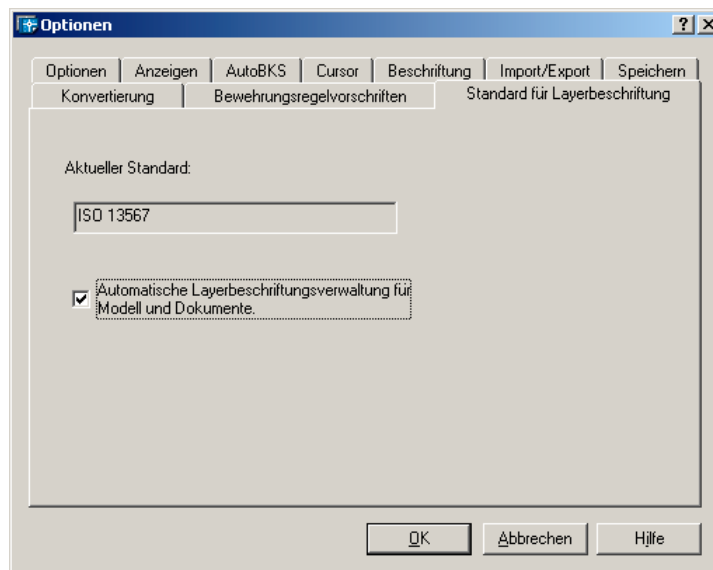 Optionen
Optionen Anzeigen AutoBKS Cursor Beschriftung Import/Export Speichern
Konvertierung Bewehrungsregelvorschriften Standard für Layerbeschriftung
Aktueller Standard:
ISO 13567
Automatische Layerbeschriftungsverwaltung für
Modell und Dokumente.
OK Abbrechen Hilfe